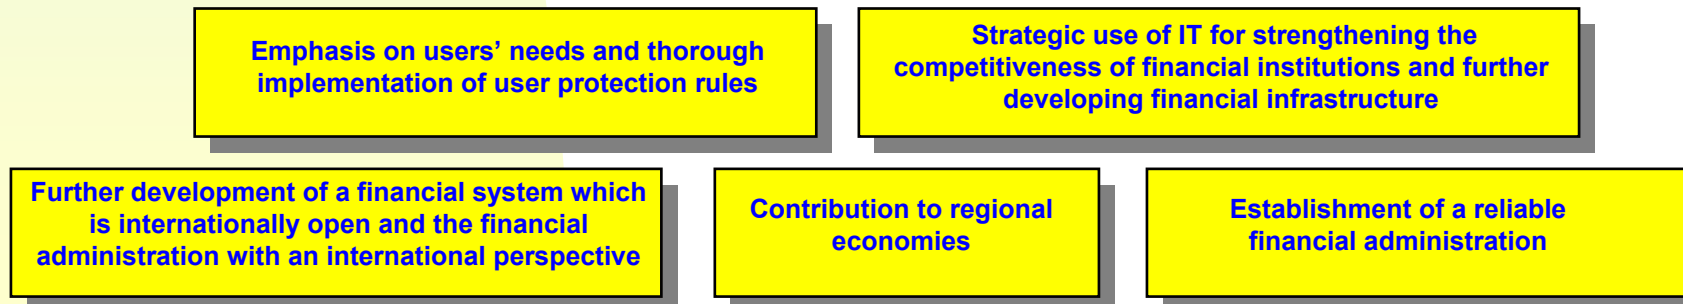 Emphasis on users’ needs and thorough
implementation of user protection rules
Strategic use of IT for strengthening the
competitiveness of financial institutions and further
developing financial infrastructure
Further development of a financial system which
is internationally open and the financial
administration with an international perspective
Contribution to regional
economies
Establishment of a reliable
financial administration